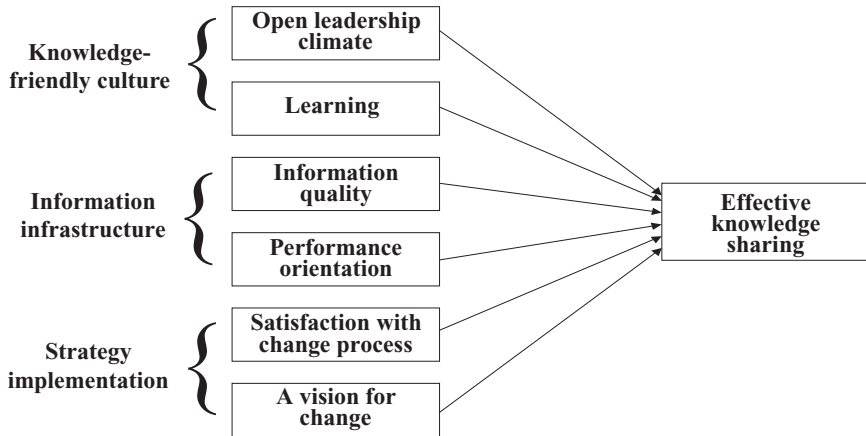 Knowledge-
friendly culture
Open leadership
climate
Learning
Information
infrastructure
Information
quality
Performance
orientation
Strategy
implementation
Satisfaction with
change process
A vision for
change
Effective
knowledge
sharing